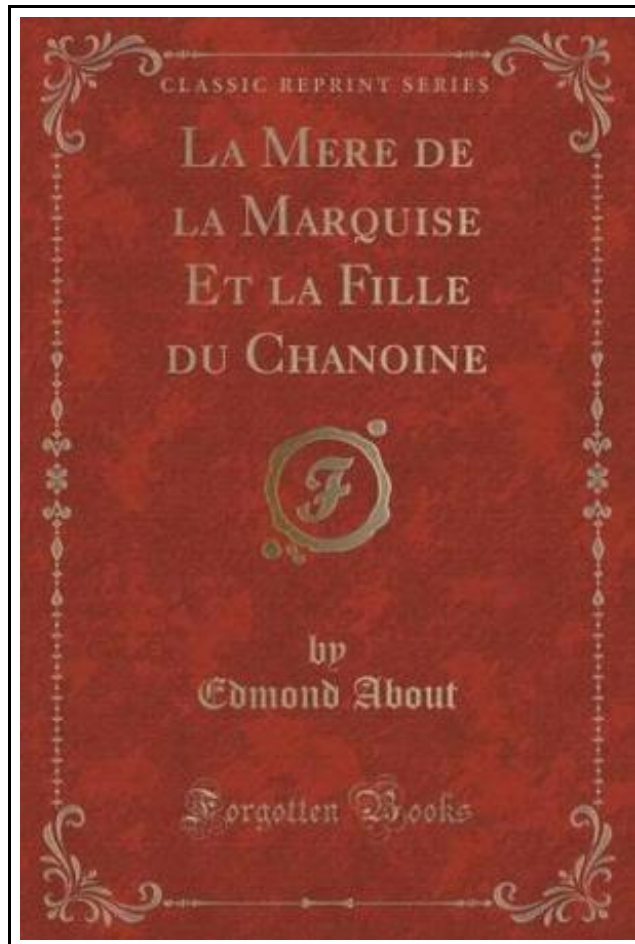 CLASSIC REPRINT SERIES
LA MERE DE
LA MARQUISE
ET LA FILLE
DU CHANOINE
F
by
Edmond About
Forgotten Books